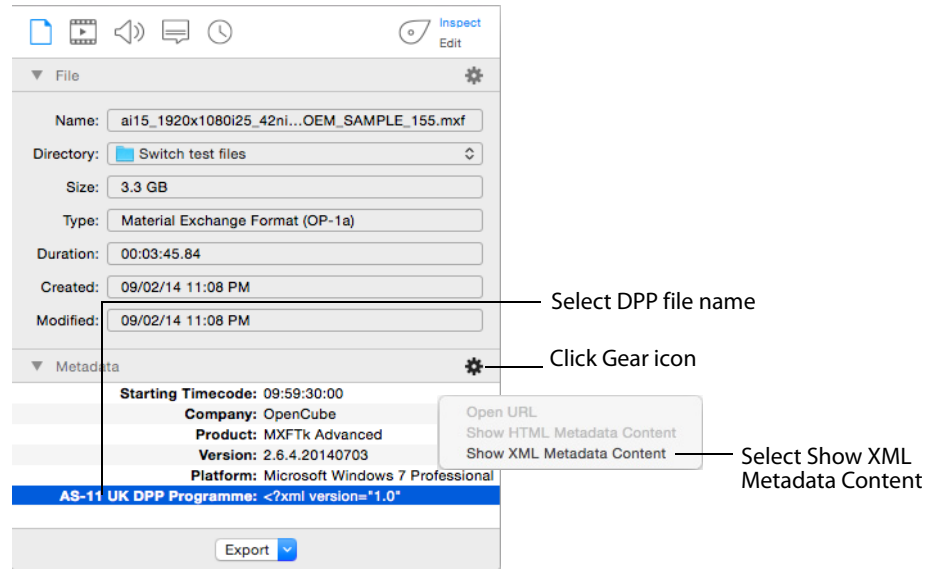 Inspect
Edit
File
Name: ai15_1920x1080i25_42ni...OEM_SAMPLE_155.mxf
Directory: Switch test files
Size: 3.3 GB
Type: Material Exchange Format (OP-1a)
Duration: 00:03:45.84
Created: 09/02/14 11:08 PM
Select DPP file name
Modified: 09/02/14 11:08 PM
Metadata
Click Gear icon
Starting Timecode: 09:59:30:00
Company: OpenCube
Product: MXFTk Advanced
Version: 2.6.4.20140703
Platform: Microsoft Windows 7 Professional
AS-11 UK DPP Programme: <?xml version="1.0"
Open URL
Show HTML Metadata Content
Show XML Metadata Content
Select Show XML
Metadata Content
Export